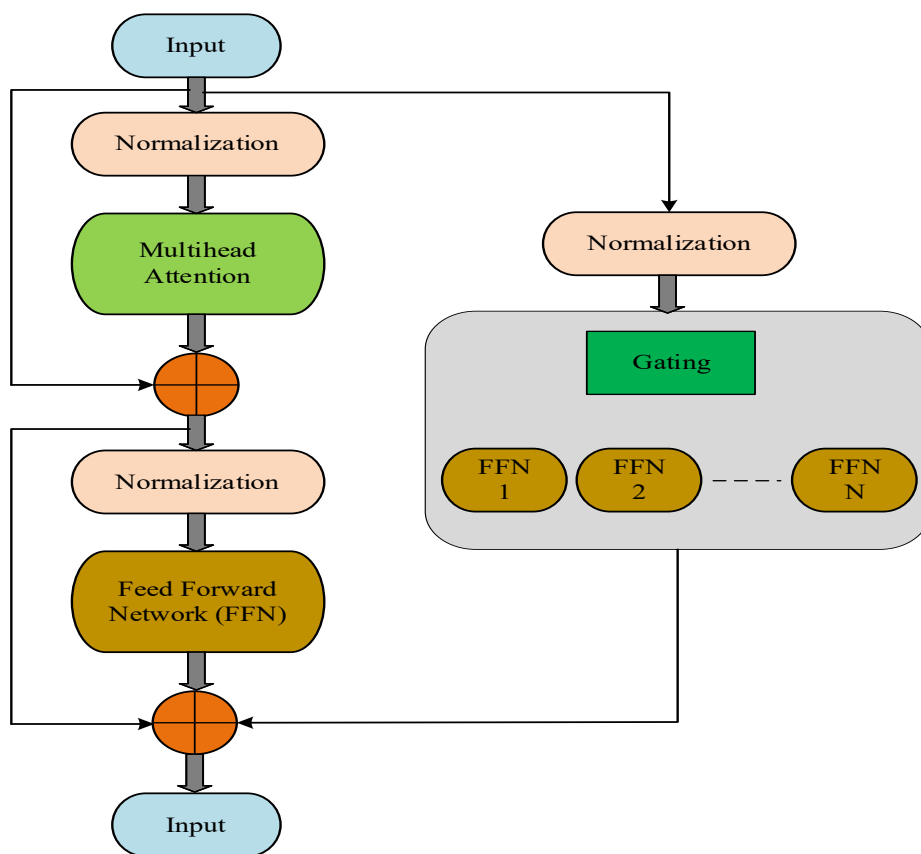 Input
Normalization
Multihead
Attention
Normalization
Feed Forward
Network (FFN)
Input
Normalization
Gating
FFN
1
FFN
2
FFN
N